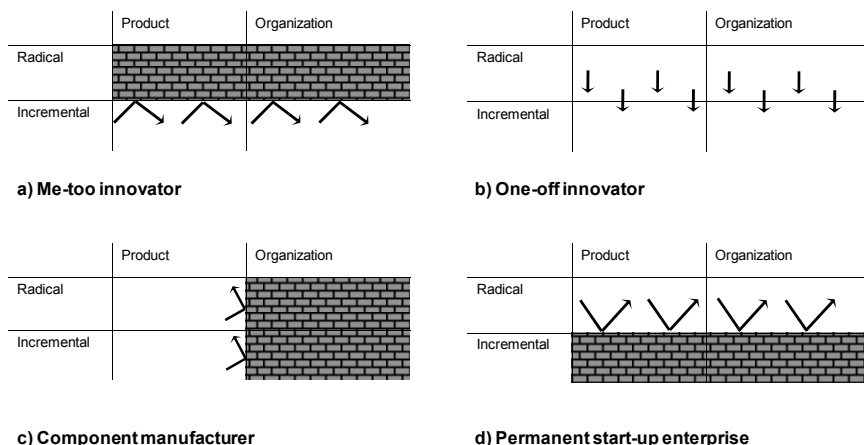 Product Organization
Radical
Incremental
a) Me-too innovator
Product Organization
Radical
Incremental
b) One-off innovator
Product Organization
Radical
Incremental
c) Component manufacturer
Product Organization
Radical
Incremental
d) Permanent start-up enterprise